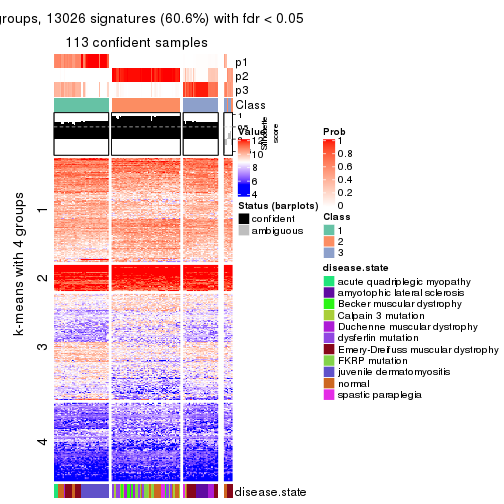 groups, 13026 signatures (60.6%) with fdr < 0.05
113 confident samples
p1
p2
p3
Class
1
0
Silhouette
score
k-means with 4 groups
1
2
3
4
Value
12
10
8
6
4
Status (barplots)
confident
ambiguous
Prob
1
0.8
0.6
0.4
0.2
0
Class
1
2
3
disease.state
acute quadriplegic myopathy
amyotophic lateral sclerosis
Becker muscular dystrophy
Calpain 3 mutation
Duchenne muscular dystrophy
dysferlin mutation
Emery-Dreifuss muscular dystrophy
FKRP mutation
juvenile dermatomyositis
normal
spastic paraplegia
disease.state